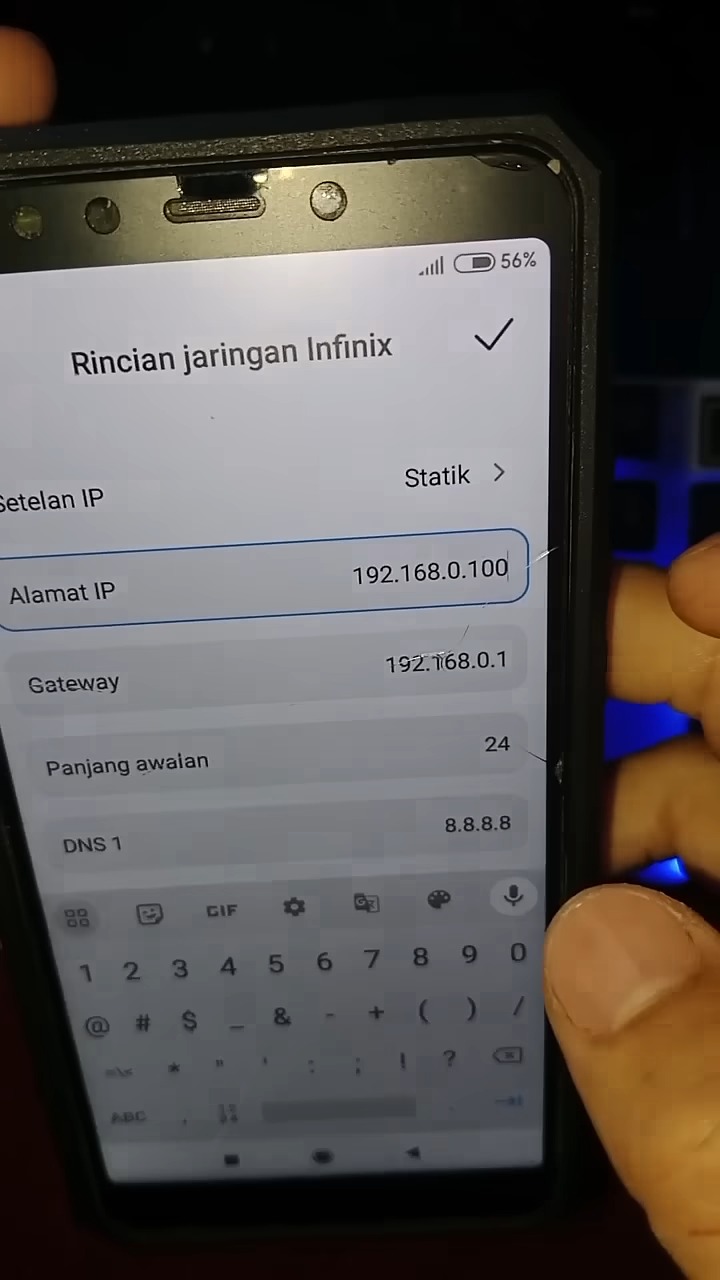 56%
Rincian jaringan Infinix
Setelan IP Statik >
Alamat IP 192.168.0.100
Gateway 192.168.0.1
Panjang awalan 24
DNS 1 8.8.8.8
GIF
1 2 3 4 5 6 7 8 9 0
@ # $ _ & - + ( ) /
=\< * " ' : ; ! ?
ABC ,